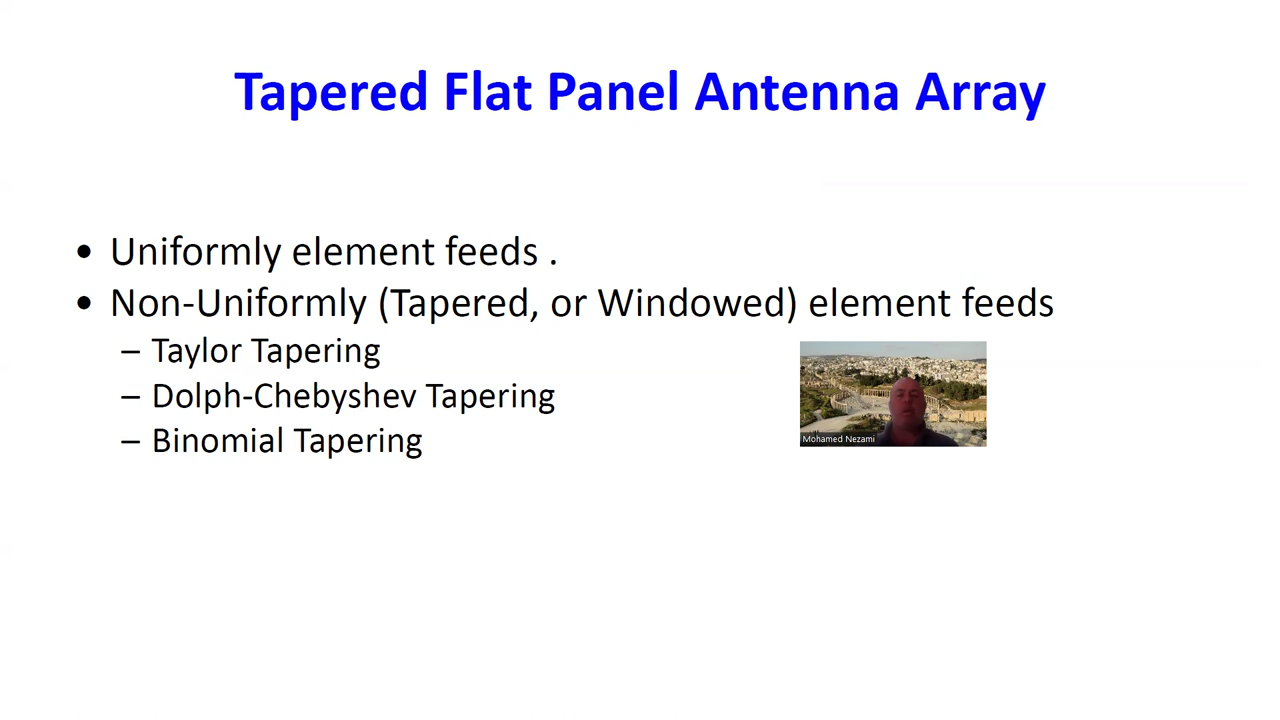 Tapered Flat Panel Antenna Array
• Uniformly element feeds .
• Non-Uniformly (Tapered, or Windowed) element feeds
– Taylor Tapering
– Dolph-Chebyshev Tapering
– Binomial Tapering
Mohamed Nezami